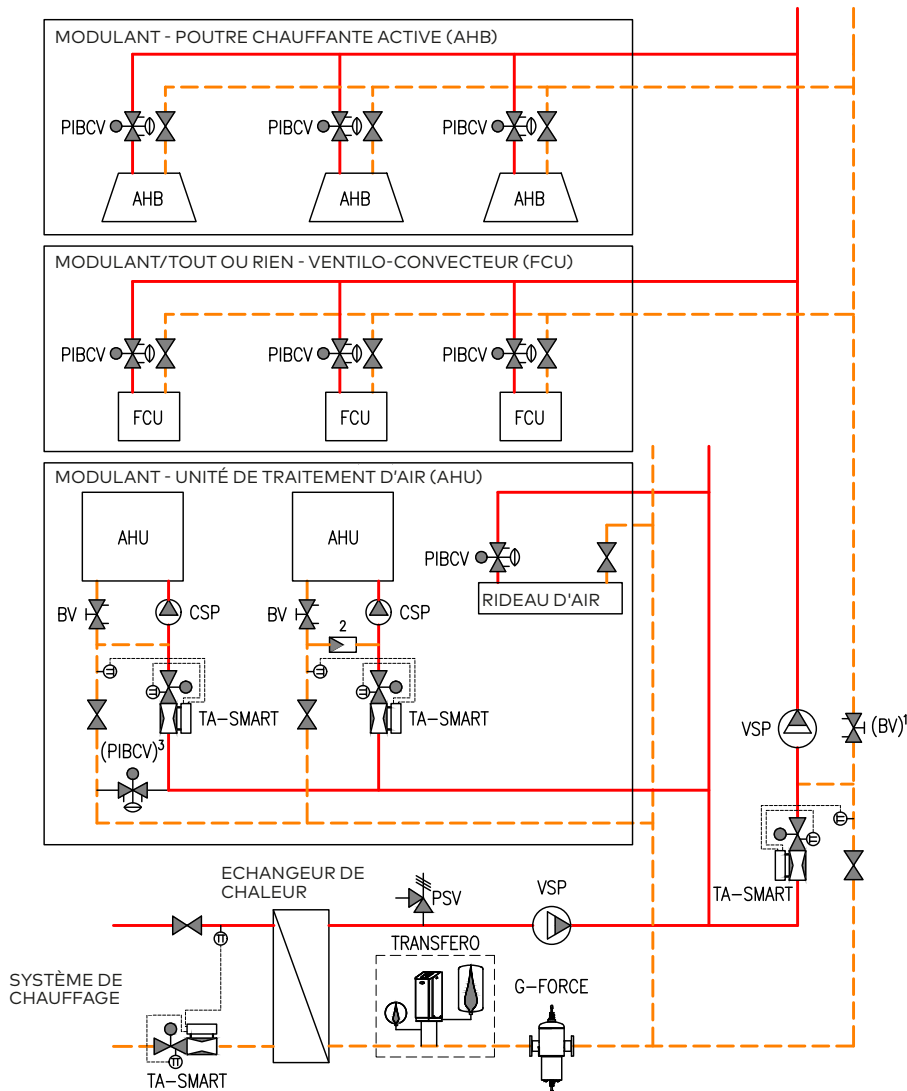 MODULANT - POUTRE CHAUFFANTE ACTIVE (AHB)
PIBCV
PIBCV
PIBCV
AHB
AHB
AHB
MODULANT/TOUT OU RIEN - VENTILO-CONVECTEUR (FCU)
PIBCV
PIBCV
PIBCV
FCU
FCU
FCU
MODULANT - UNITÉ DE TRAITEMENT D'AIR (AHU)
AHU
AHU
PIBCV
RIDEAU D'AIR
BV
CSP
BV
2
CSP
TA-SMART
TA-SMART
(PIBCV)³
VSP
(BV)¹
TA-SMART
ECHANGEUR DE
CHALEUR
PSV
VSP
TRANSFERO
G-FORCE
SYSTÈME DE
CHAUFFAGE
TA-SMART